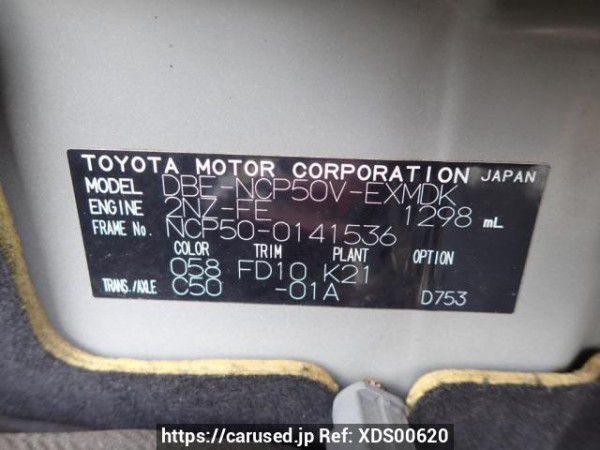 TOYOTA MOTOR CORPORATION JAPAN
MODEL DBE-NCP50V-EXMDK
ENGINE 2NZ-FE 1298 mL
FRAME No. NCP50-0141536
COLOR TRIM PLANT OPTION
058 FD10 K21
TRANS./AXLE C50 -01A D753
https://carused.jp Ref: XDS00620